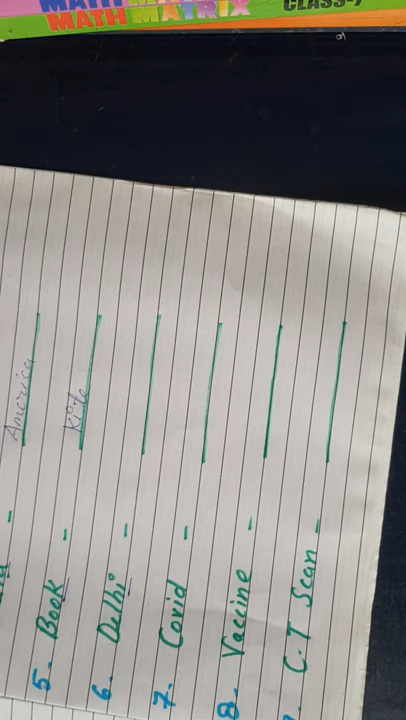 MATH MATRIX CLASS-7
- America
5. Book - Kite
6. Delhi -
7. Covid -
8. Vaccine -
C.T Scan -